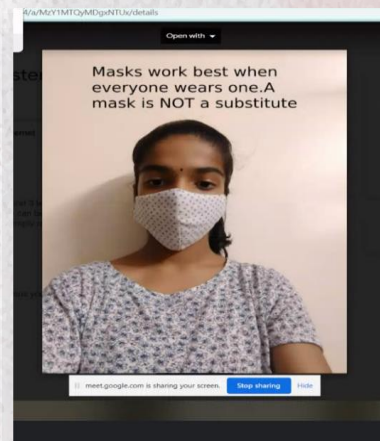 4/a/MzY1MTQyMDgxNTUx/details
Open with
Masks work best when
everyone wears one.A
mask is NOT a substitute
meet.google.com is sharing your screen.
Stop sharing
Hide